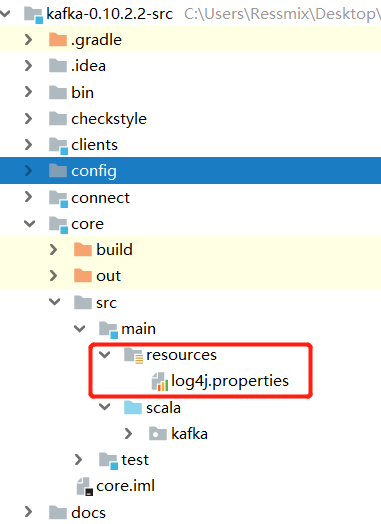 kafka-0.10.2.2-src C:\Users\Ressmix\Desktop\
.gradle
.idea
bin
checkstyle
clients
config
connect
core
build
out
src
main
resources
log4j.properties
scala
kafka
test
core.iml
docs